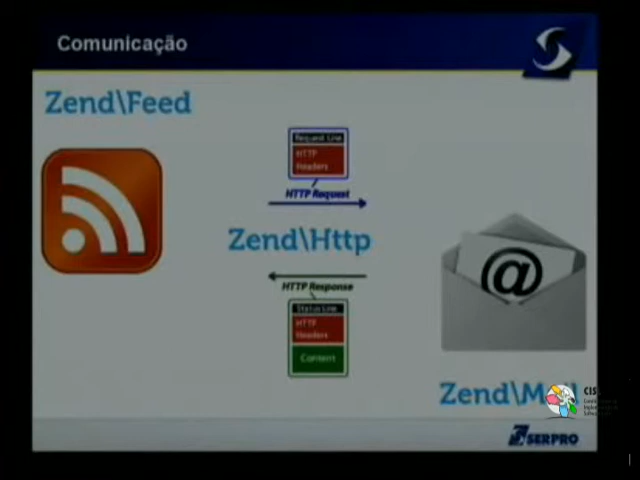 Comunicação
Zend\Feed
Request Line
HTTP
Headers
HTTP Request
Zend\Http
HTTP Response
Status Line
HTTP
Headers
Content
@
Zend\M
CIS
SERPRO